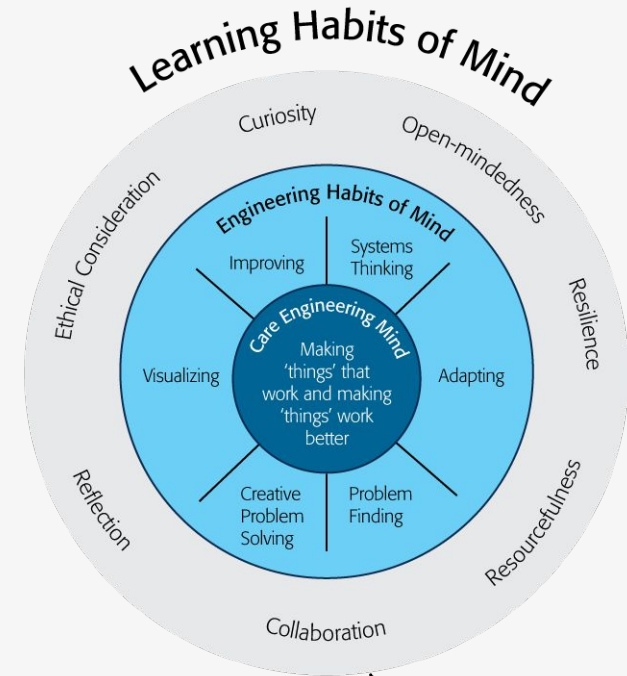 Learning Habits of Mind
Curiosity
Open-mindedness
Resilience
Resourcefulness
Collaboration
Reflection
Ethical Consideration
Engineering Habits of Mind
Improving
Systems
Thinking
Adapting
Problem
Finding
Creative
Problem
Solving
Visualizing
Care Engineering Mind
Making
'things' that
work and making
'things' work
better